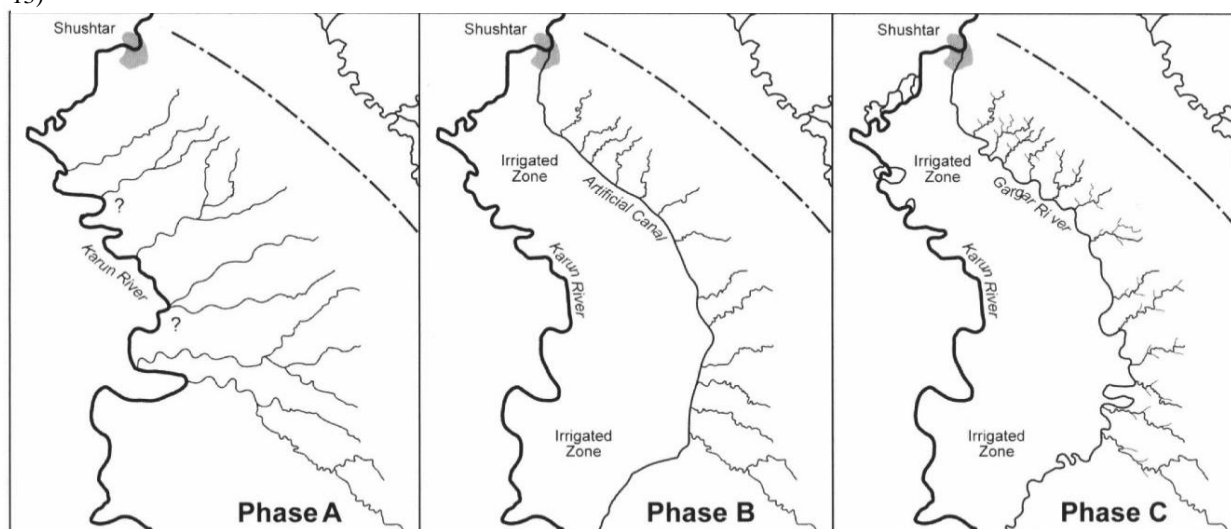 13)
Shushtar
?
Karun River
?
Phase A
Shushtar
Irrigated
Zone
Artificial Canal
Karun River
Irrigated
Zone
Phase B
Shushtar
Irrigated
Zone
Gargar River
Karun River
Irrigated
Zone
Phase C